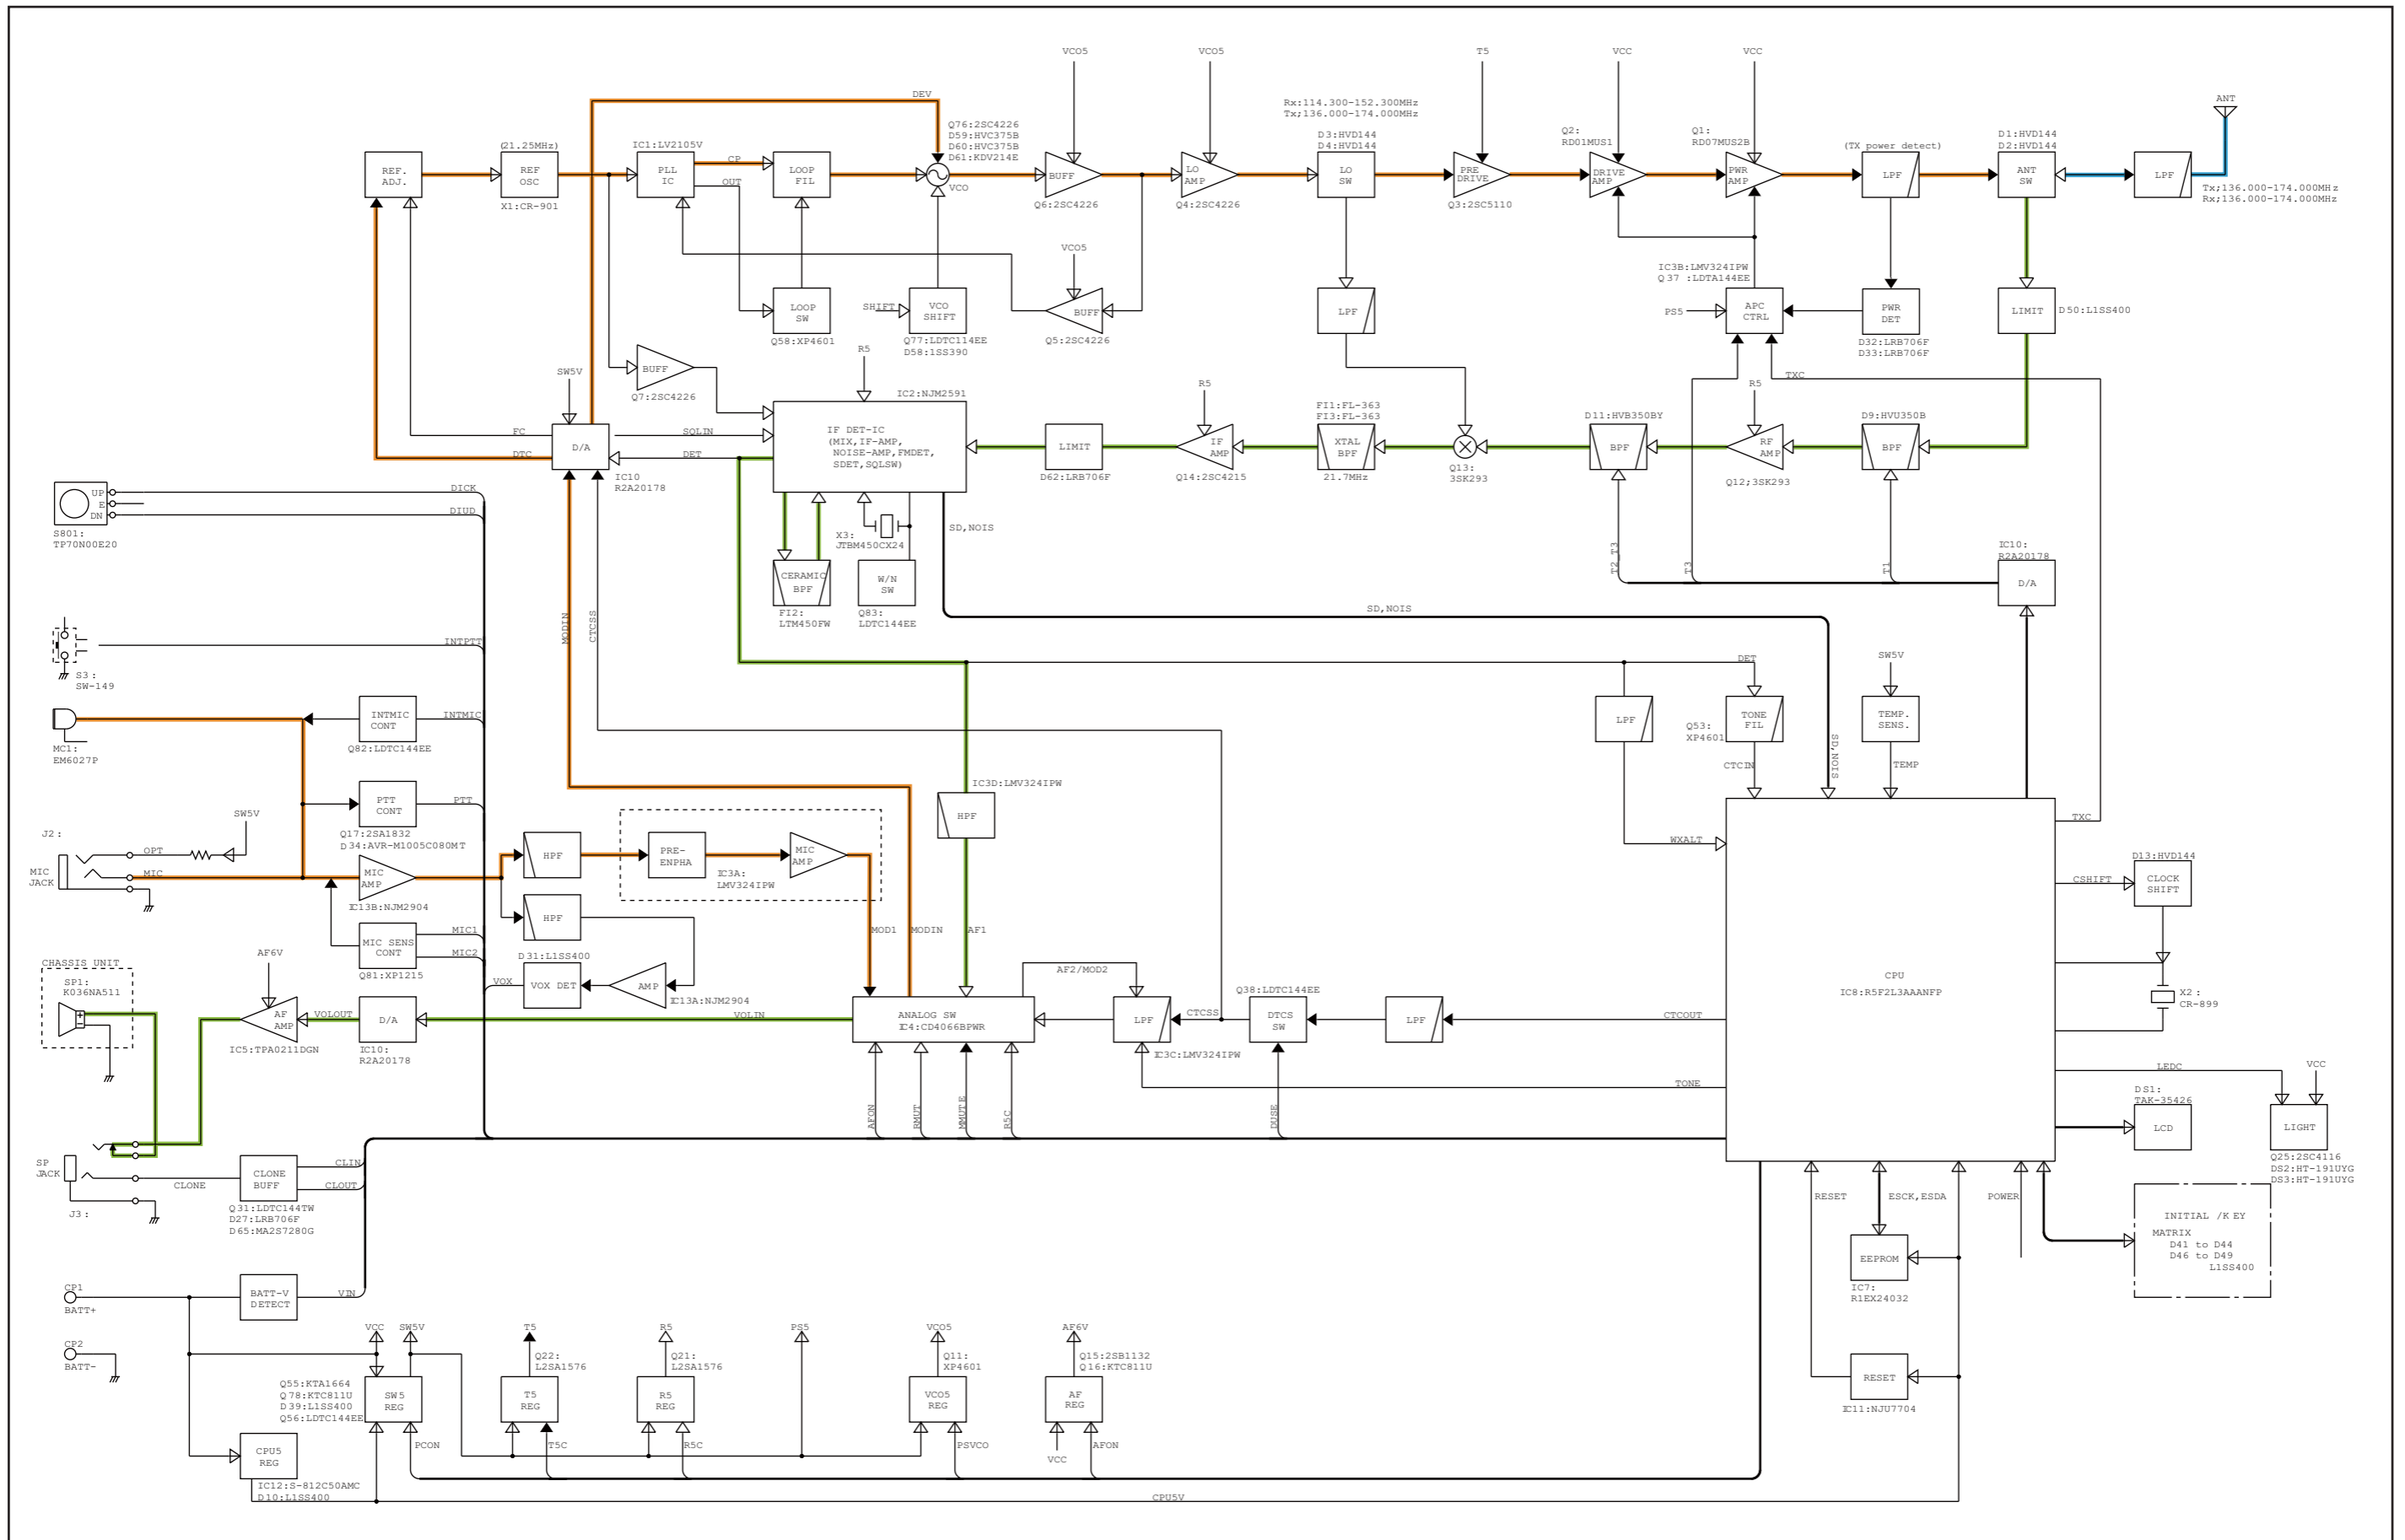 VCO5
VCO5
T5
VCC
VCC
DEV
Rx:114.300-152.300MHz
Tx;136.000-174.000MHz
ANT
Q76:2SC4226
D59:HVC375B
D60:HVC375B
D61:KDV214E
D3:HVD144
D4:HVD144
Q2:
RD01MUS1
Q1:
RD07MUS2B
(TX power detect)
D1:HVD144
D2:HVD144
(21.25MHz)
IC1:LV2105V
REF.
ADJ.
REF
OSC
PLL
IC
CP
OUT
LOOP
FIL
VCO
BUFF
LO
AMP
LO
SW
PRE
DRIVE
DRIVE
AMP
PWR
AMP
LPF
ANT
SW
LPF
X1:CR-901
Q6:2SC4226
Q4:2SC4226
Q3:2SC5110
Tx;136.000-174.000MHz
Rx;136.000-174.000MHz
VCO5
IC3B:LMV324IPW
Q37 :LDTA144EE
LOOP
SW
SHIFT
VCO
SHIFT
BUFF
LPF
PS5
APC
CTRL
PWR
DET
LIMIT
D50:L1SS400
Q58:XP4601
Q77:LDTC114EE
D58:1SS390
Q5:2SC4226
D32:LRB706F
D33:LRB706F
R5
SW5V
BUFF
Q7:2SC4226
IC2:NJM2591
R5
R5
TXC
FI1:FL-363
FI3:FL-363
D11:HVB350BY
D9:HVU350B
FC
DTC
D/A
SQLIN
DET
IF DET-IC
(MIX,IF-AMP,
NOISE-AMP,FMDET,
SDET,SQLSW)
LIMIT
IF
AMP
XTAL
BPF
BPF
RF
AMP
BPF
IC10
R2A20178
D62:LRB706F
Q14:2SC4215
21.7MHz
Q13:
3SK293
Q12;3SK293
UP
E
DN
DICK
DIUD
S801:
TP70N00E20
X3:
JTBM450CX24
SD,NOIS
T2_T3
T3
T1
IC10:
R2A20178
D/A
CERAMIC
BPF
W/N
SW
FI2:
LTM450FW
Q83:
LDTC144EE
SD,NOIS
MODIN
CTCSS
INTPTT
S3:
SW-149
DET
SW5V
INTMIC
CONT
INTMIC
MC1:
EM6027P
Q82:LDTC144EE
LPF
Q53:
XP4601
TONE
FIL
TEMP.
SENS.
CTCIN
SD,NOIS
TEMP
IC3D:LMV324IPW
PTT
CONT
PTT
SW5V
HPF
Q17:2SA1832
D34:AVR-M1005C080MT
J2:
OPT
MIC
JACK
MIC
MIC
AMP
IC13B:NJM2904
HPF
PRE-
ENPHA
MIC
AMP
IC3A:
LMV324IPW
HPF
WXALT
TXC
D13:HVD144
CSHIFT
CLOCK
SHIFT
MIC SENS
CONT
MIC1
MIC2
Q81:XP1215
MOD1
MODIN
AF1
CHASSIS UNIT
SP1:
K036NA511
AF6V
VOX
D31:L1SS400
VOX DET
AMP
IC13A:NJM2904
AF2/MOD2
CPU
IC8:R5F2L3AAANFP
X2:
CR-899
AF
AMP
VOLOUT
D/A
VOLIN
ANALOG SW
IC4:CD4066BPWR
LPF
CTCSS
Q38:LDTC144EE
DTCS
SW
LPF
CTCOUT
IC5:TPA0211DGN
IC10:
R2A20178
IC3C:LMV324IPW
TONE
LEDC
VCC
DS1:
TAK-35426
LCD
LIGHT
AFON
RMUT
MMUTE
R5C
DUSE
Q25:2SC4116
DS2:HT-191UYG
DS3:HT-191UYG
SP
JACK
CLONE
CLONE
BUFF
CLIN
CLOUT
J3:
Q31:LDTC144TW
D27:LRB706F
D65:MA2S7280G
RESET
ESCK,ESDA
POWER
INITIAL /KEY
MATRIX
D41 to D44
D46 to D49
L1SS400
EEPROM
IC7:
R1EX24032
CP1
BATT+
BATT-V
DETECT
VIN
CP2
BATT-
VCC
SW5V
T5
R5
PS5
VCO5
AF6V
Q22:
L2SA1576
Q21:
L2SA1576
Q11:
XP4601
Q15:2SB1132
Q16:KTC811U
Q55:KTA1664
Q78:KTC811U
D39:L1SS400
Q56:LDTC144EE
SW5
REG
T5
REG
R5
REG
VCO5
REG
AF
REG
RESET
IC11:NJU7704
PCON
T5C
R5C
PSVCO
VCC
AFON
CPU5
REG
IC12:S-812C50AMC
D10:L1SS400
CPU5V